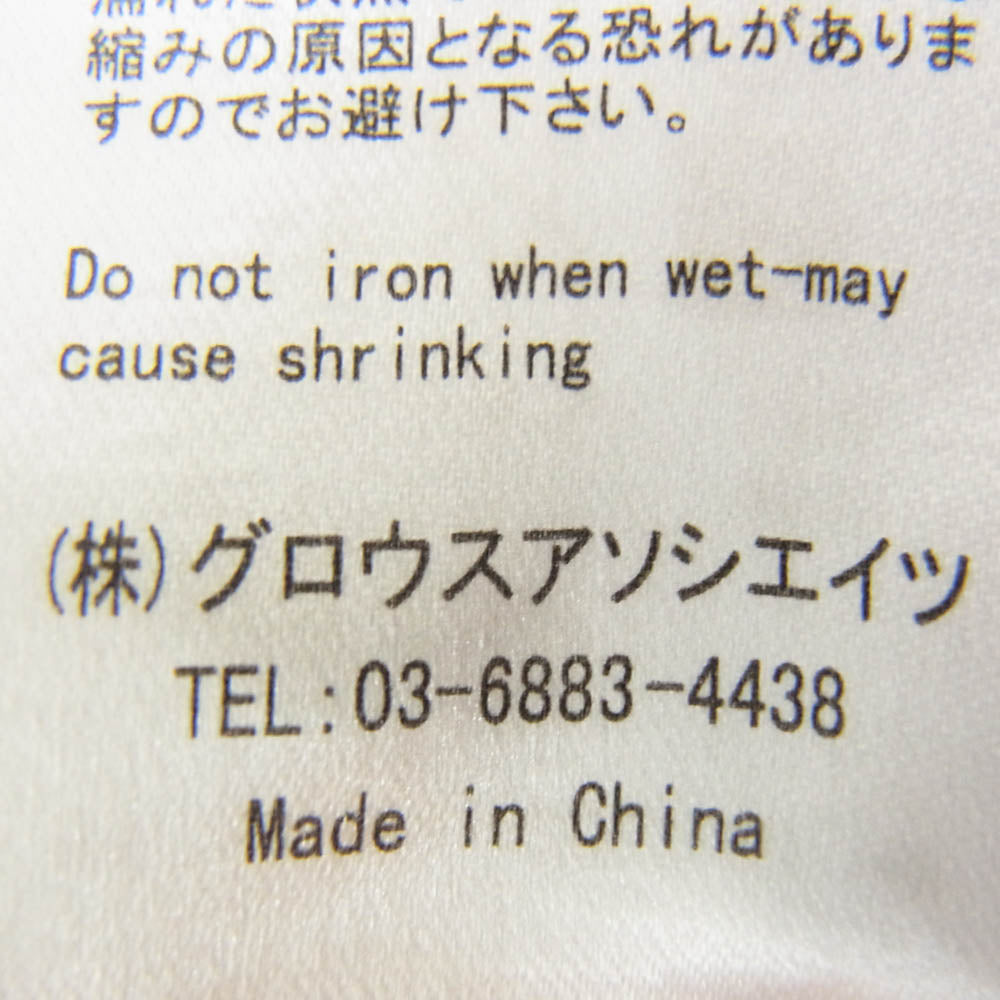 縮みの原因となる恐れがありま
すのでお避け下さい。
Do not iron when wet-may
cause shrinking
(株)グロウスアソシエイツ
TEL:03-6883-4438
Made in China